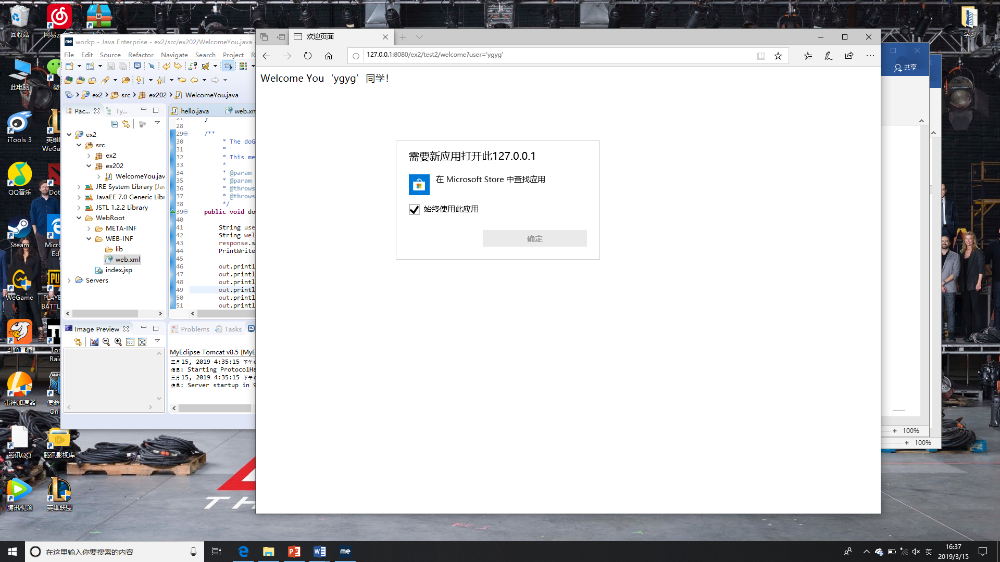 回收站
网易云音乐
学习
此电脑
iTools 3
WeGa
QQ音乐
Dot
Steam
Micro
Ed
WeGame
PLAYE
BATTL
斗鱼直播
Tom
Raid
雷神加速器
使命
Onl
腾讯QQ
腾讯影视库
腾讯视频
英雄联盟
workp - Java Enterprise - ex2/src/ex202/WelcomeYou.java -
File Edit Source Refactor Navigate Search Project R
ex2 src ex202 WelcomeYou.java
Pac... Ty...
ex2
src
ex2
ex202
WelcomeYou.jav
JRE System Library [Jav
JavaEE 7.0 Generic Libr
JSTL 1.2.2 Library
WebRoot
META-INF
WEB-INF
lib
web.xml
index.jsp
Servers
hello.java web.xm
27 }
28
29 /**
30 * The doG
31 *
32 * This me
33 *
34 * @param
35 * @param
36 * @throws
37 * @throws
38 */
39 public void do
40
41 String use
42 String wel
43 response.s
44 PrintWrite
45
46 out.printl
47 out.printl
48 out.printl
49 out.printl
50 out.printl
51 out.printl
Image Preview
Problems Tasks
MyEclipse Tomcat v8.5 [MyE
三月 15, 2019 4:35:15 下午
信息: Starting ProtocolHa
三月 15, 2019 4:35:15 下午
信息: Server startup in 9
欢迎页面
127.0.0.1:8080/ex2/test2/welcome?user=‘ygyg’
Welcome You‘ygyg’同学!
需要新应用打开此127.0.0.1
在 Microsoft Store 中查找应用
始终使用此应用
确定
共享
100%
100%
TH
在这里输入你要搜索的内容
me
英
16:37
2019/3/15